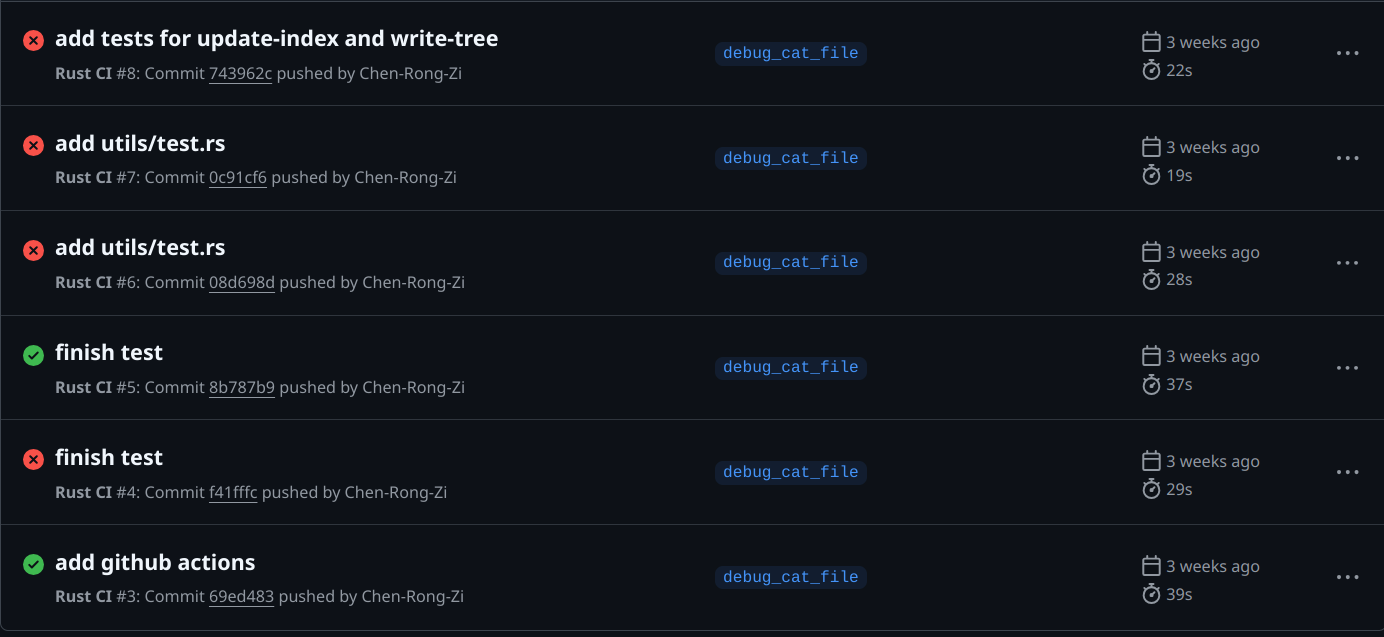 add tests for update-index and write-tree
Rust CI #8: Commit 743962c pushed by Chen-Rong-Zi
debug_cat_file
3 weeks ago
22s
add utils/test.rs
Rust CI #7: Commit 0c91cf6 pushed by Chen-Rong-Zi
debug_cat_file
3 weeks ago
19s
add utils/test.rs
Rust CI #6: Commit 08d698d pushed by Chen-Rong-Zi
debug_cat_file
3 weeks ago
28s
finish test
Rust CI #5: Commit 8b787b9 pushed by Chen-Rong-Zi
debug_cat_file
3 weeks ago
37s
finish test
Rust CI #4: Commit f41fffc pushed by Chen-Rong-Zi
debug_cat_file
3 weeks ago
29s
add github actions
Rust CI #3: Commit 69ed483 pushed by Chen-Rong-Zi
debug_cat_file
3 weeks ago
39s